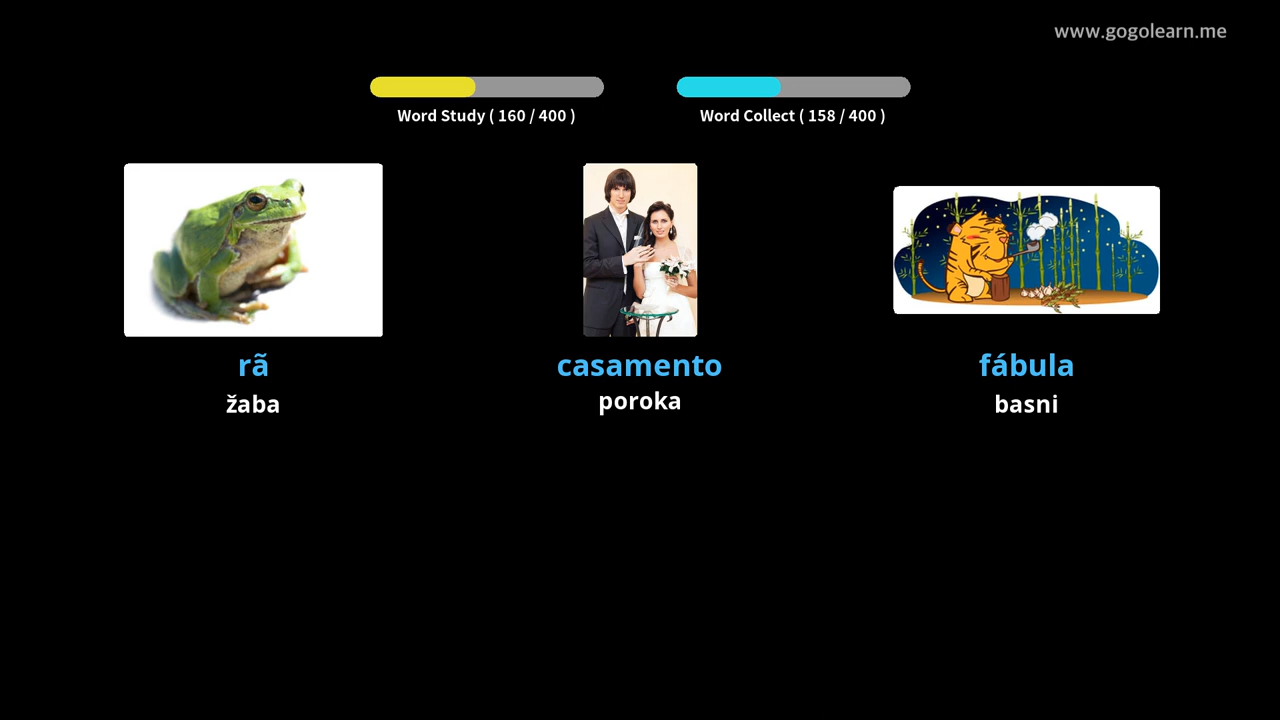 www.gogolearn.me
Word Study ( 160 / 400 )
Word Collect ( 158 / 400 )
rã
casamento
fábula
žaba
poroka
basni